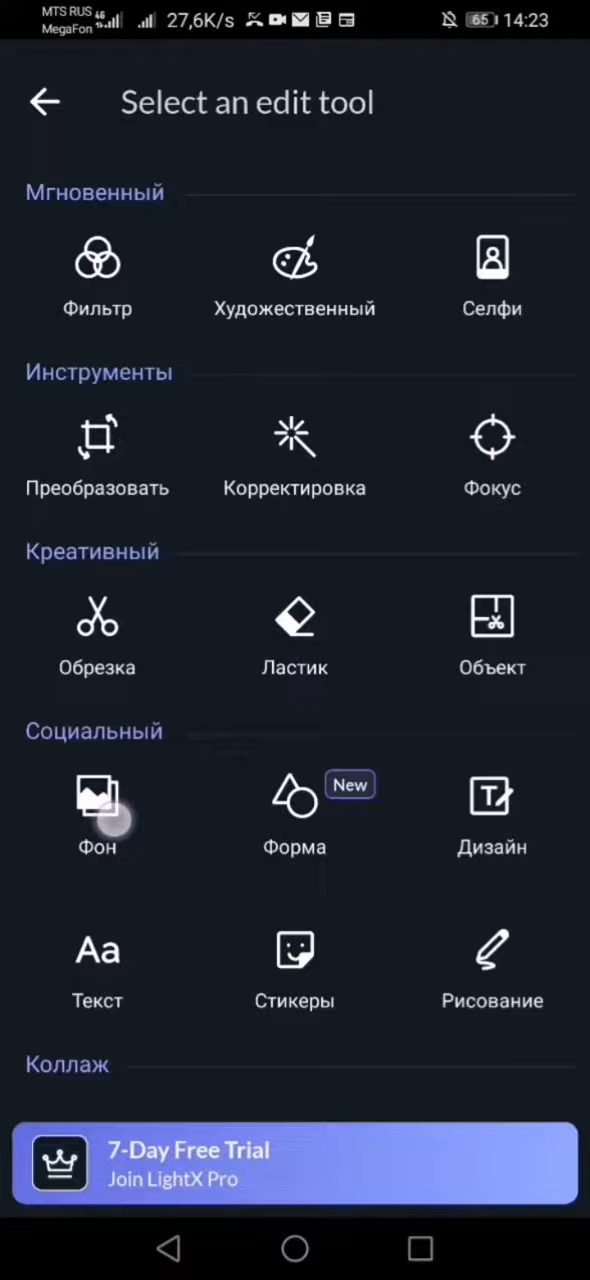 MTS RUS 4G 27,6K/s 65 14:23
MegaFon
Select an edit tool
Мгновенный
Фильтр Художественный Селфи
Инструменты
Преобразовать Корректировка Фокус
Креативный
Обрезка Ластик Объект
Социальный
New
T
Фон Форма Дизайн
Aa
Текст Стикеры Рисование
Коллаж
7-Day Free Trial
Join LightX Pro